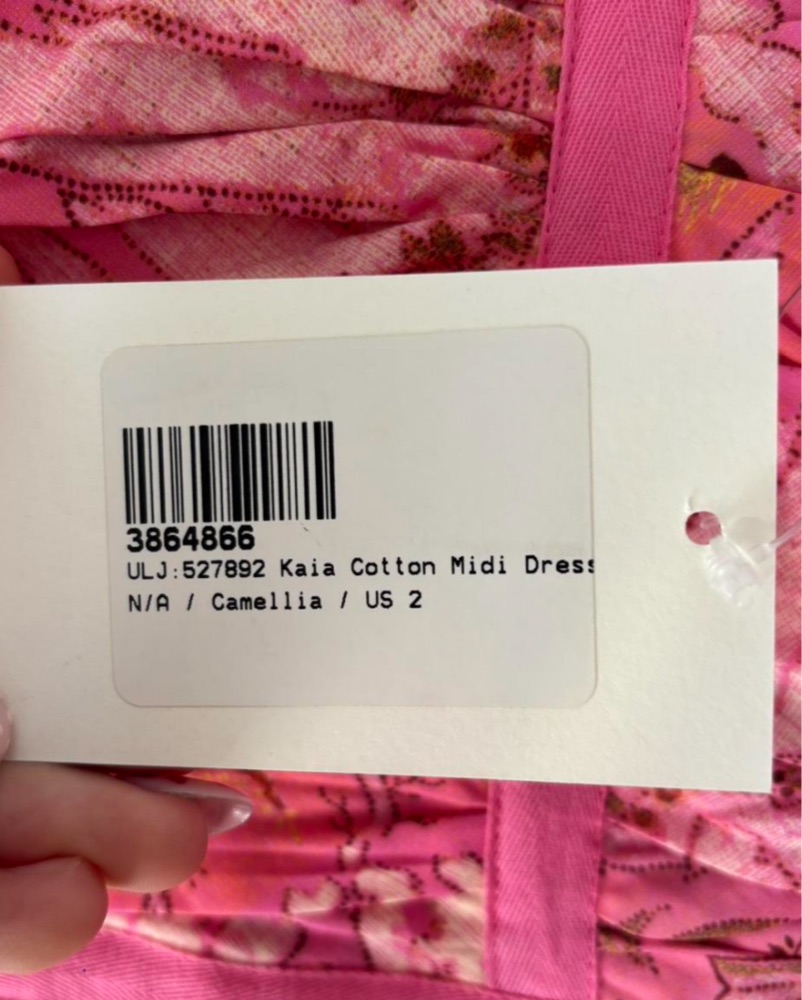 3864866
ULJ:527892 Kaia Cotton Midi Dress
N/A / Camellia / US 2